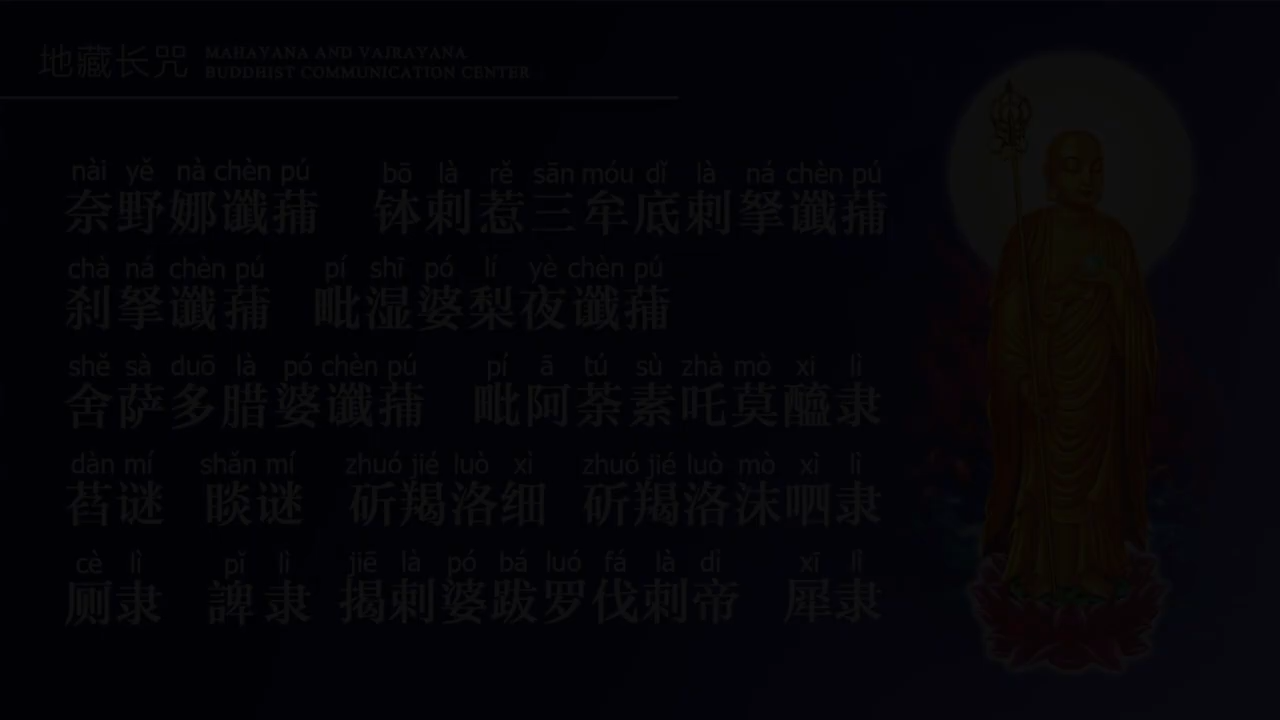 地藏长咒
MAHAYANA AND VAJRAYANA
BUDDHIST COMMUNICATION CENTER
nài yě nà chèn pú bō là rě sān móu dǐ là ná chèn pú
奈野娜谶蒱 钵剌惹三牟底剌拏谶蒱
chà ná chèn pú pí shī pó lí yè chèn pú
刹拏谶蒱 毗湿婆梨夜谶蒱
shě sà duō là pó chèn pú pí ā tú sù zhà mò xi lì
舍萨多腊婆谶蒱 毗阿荼素吒莫醯隶
dàn mí shǎn mí zhuó jié luò xì zhuó jié luò mò xì lì
萏谜 睒谜 斫羯洛细 斫羯洛沫呬隶
cè lì pǐ lì jiē là pó bá luó fá là dì xī lì
厕隶 諀隶 揭剌婆跋罗伐剌帝 犀隶